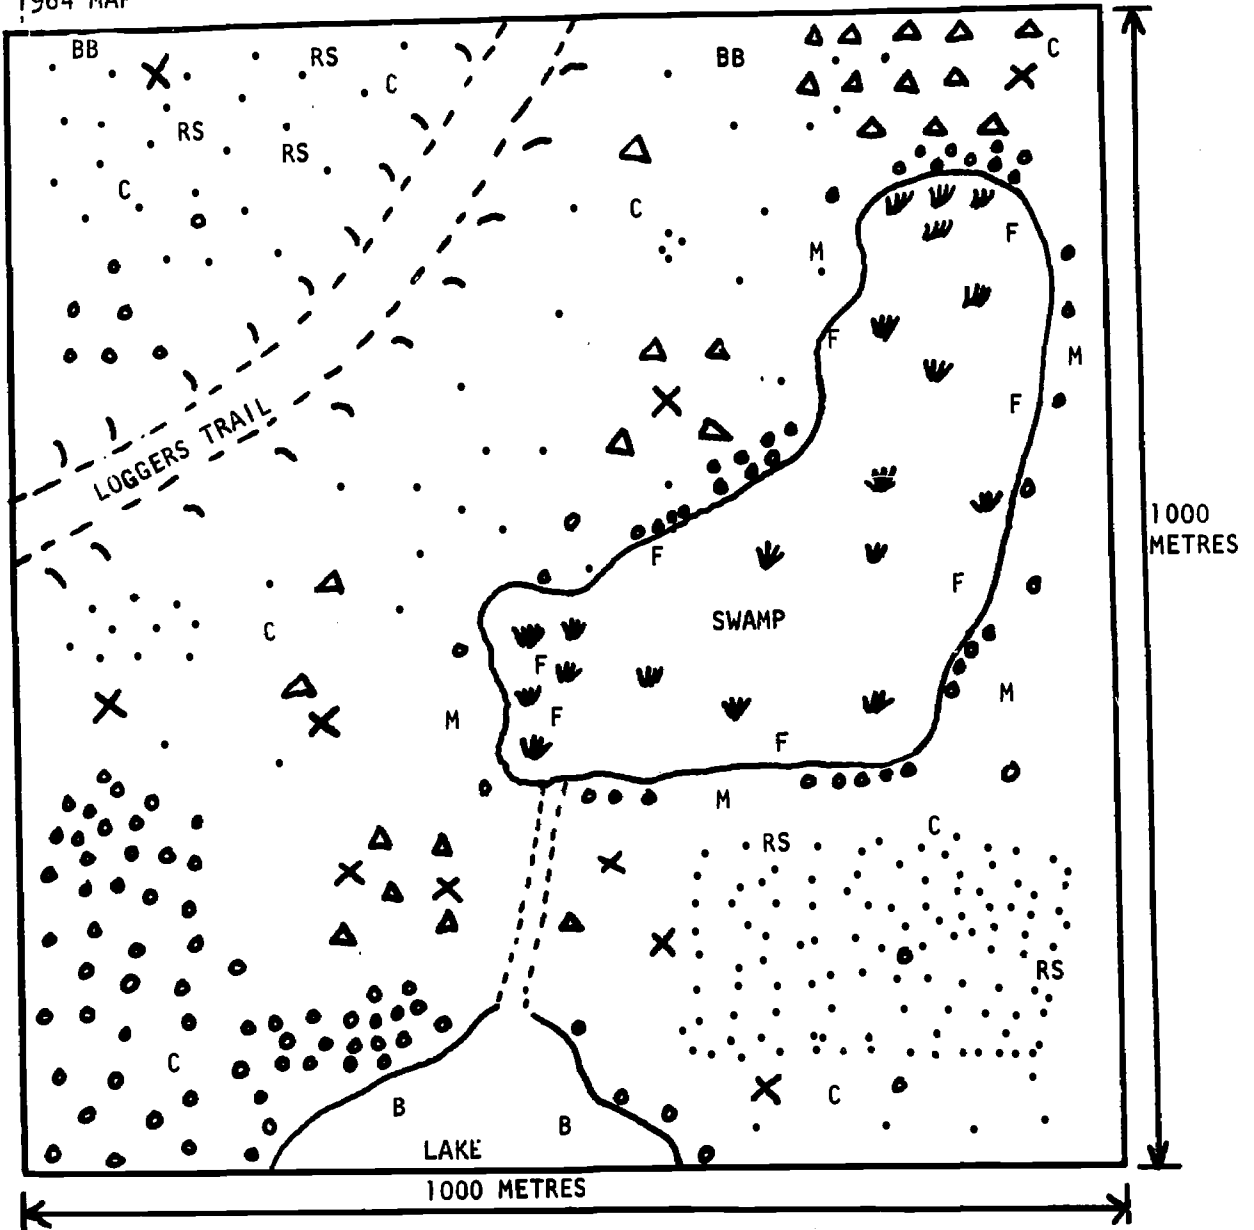 1964 MAP
BB RS C BB C
RS
RS
C C
M F
F
M
F
LOGGERS TRAIL
1000
METRES
F
F
C SWAMP
F
M F M
F
M
C
RS
RS
C
C
B B
LAKE
1000 METRES